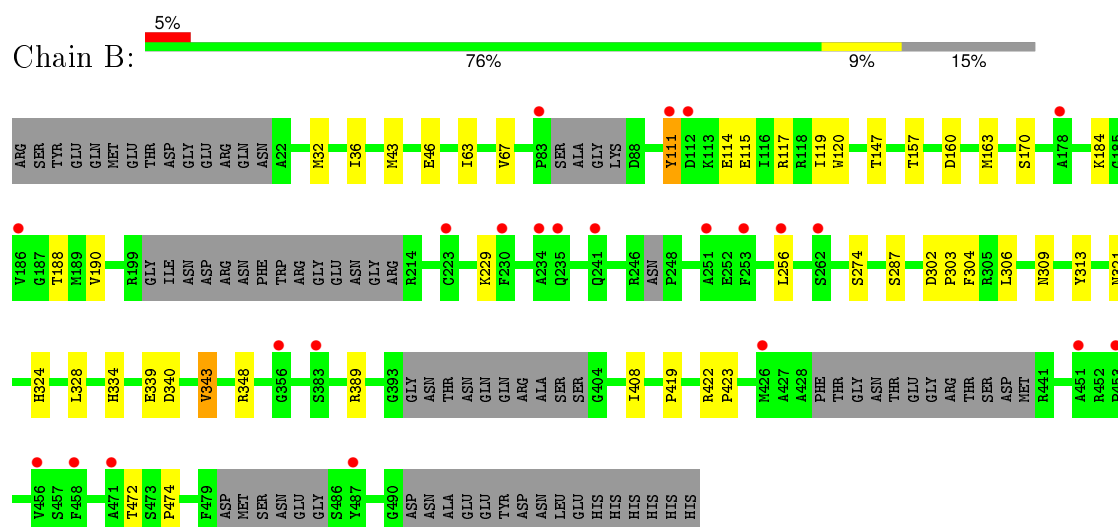 5%
Chain B:
76% 9% 15%
ARG SER TYR GLU GLN MET GLU THR ASP GLY GLU ARG GLN ASN A22 M32 I36 M43 E46 I63 V67 P83 SER ALA GLY LYS D88 Y111 D112 K113 E114 E115 I116 R117 R118 I119 W120 T147 T157 D160 M163 S170 A178 K184 G185
V186 G187 T188 M189 V190 R199 GLY ILE ASN ASP ARG ASN PHE TRP ARG GLY GLU ASN GLY ARG R214 C223 K229 F230 A234 Q235 Q241 R246 ASN P248 A251 E252 F253 L256 S262 S274 S287 D302 P303 F304 R305 L306 N309 Y313 N321
H324 L328 H334 E339 D340 V343 R348 G356 S383 R389 G393 GLY ASN THR ASN GLN GLN ARG ALA SER SER G404 I408 P419 R422 P423 M426 A427 A428 PHE THR GLY ASN THR GLU GLY ARG THR SER ASP MET R441 A451 R452 P453
V456 S457 F458 A471 T472 S473 P474 F479 ASP MET SER ASN GLU GLY S486 Y487 G490 ASP ASN ALA GLU GLU TYR ASP ASN LEU GLU HIS HIS HIS HIS HIS HIS